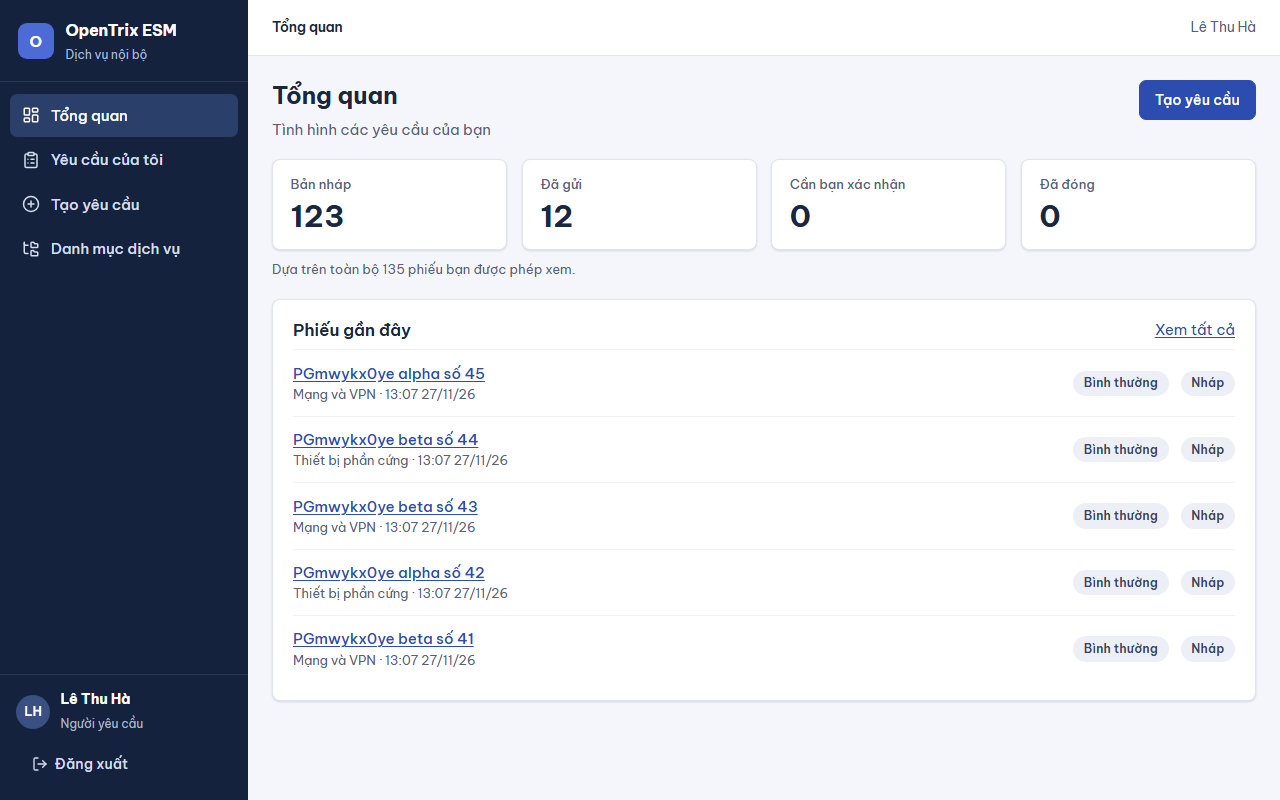 O
OpenTrix ESM
Dịch vụ nội bộ
Tổng quan
Yêu cầu của tôi
Tạo yêu cầu
Danh mục dịch vụ
LH
Lê Thu Hà
Người yêu cầu
Đăng xuất
Tổng quan
Lê Thu Hà
Tổng quan
Tình hình các yêu cầu của bạn
Tạo yêu cầu
Bản nháp
123
Đã gửi
12
Cần bạn xác nhận
0
Đã đóng
0
Dựa trên toàn bộ 135 phiếu bạn được phép xem.
Phiếu gần đây
Xem tất cả
PGmwykx0ye alpha số 45
Mạng và VPN · 13:07 27/11/26
Bình thường
Nháp
PGmwykx0ye beta số 44
Thiết bị phần cứng · 13:07 27/11/26
Bình thường
Nháp
PGmwykx0ye beta số 43
Mạng và VPN · 13:07 27/11/26
Bình thường
Nháp
PGmwykx0ye alpha số 42
Thiết bị phần cứng · 13:07 27/11/26
Bình thường
Nháp
PGmwykx0ye beta số 41
Mạng và VPN · 13:07 27/11/26
Bình thường
Nháp